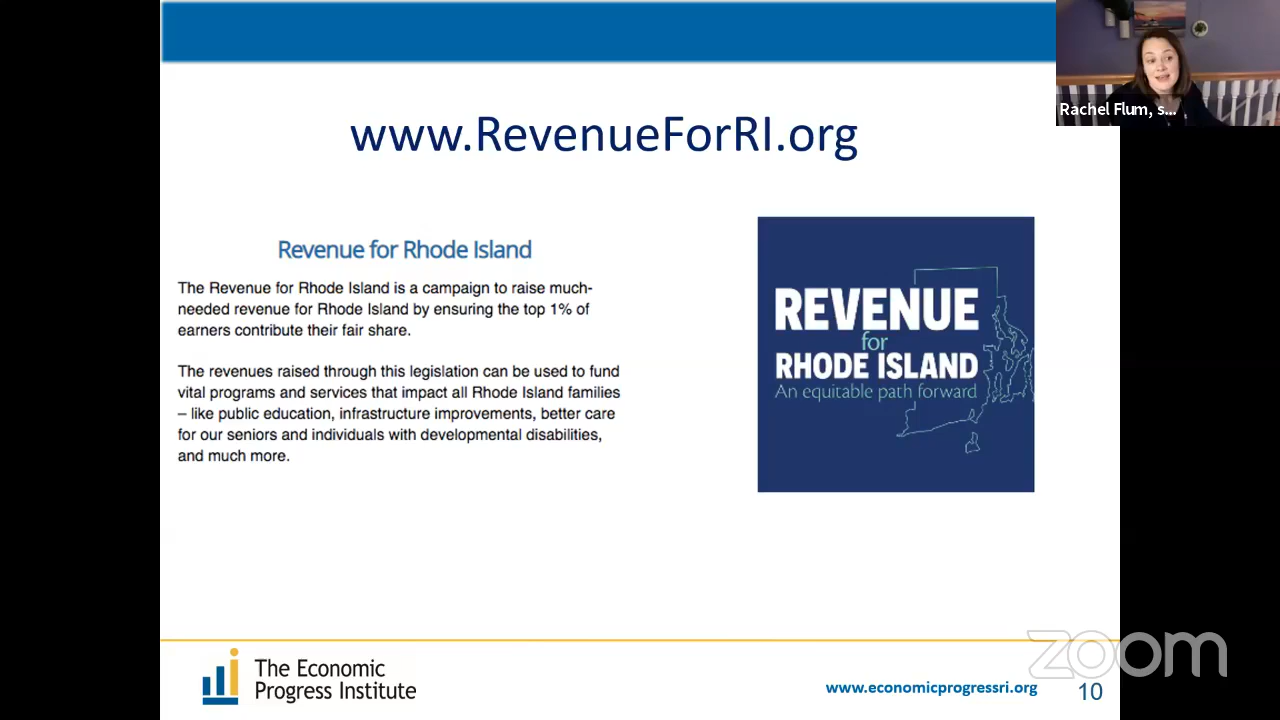 Rachel Flum, s...
www.RevenueForRI.org
Revenue for Rhode Island
The Revenue for Rhode Island is a campaign to raise much-
needed revenue for Rhode Island by ensuring the top 1% of
earners contribute their fair share.
The revenues raised through this legislation can be used to fund
vital programs and services that impact all Rhode Island families
– like public education, infrastructure improvements, better care
for our seniors and individuals with developmental disabilities,
and much more.
REVENUE
for
RHODE ISLAND
An equitable path forward
The Economic
Progress Institute
www.economicprogressri.org
10
zoom